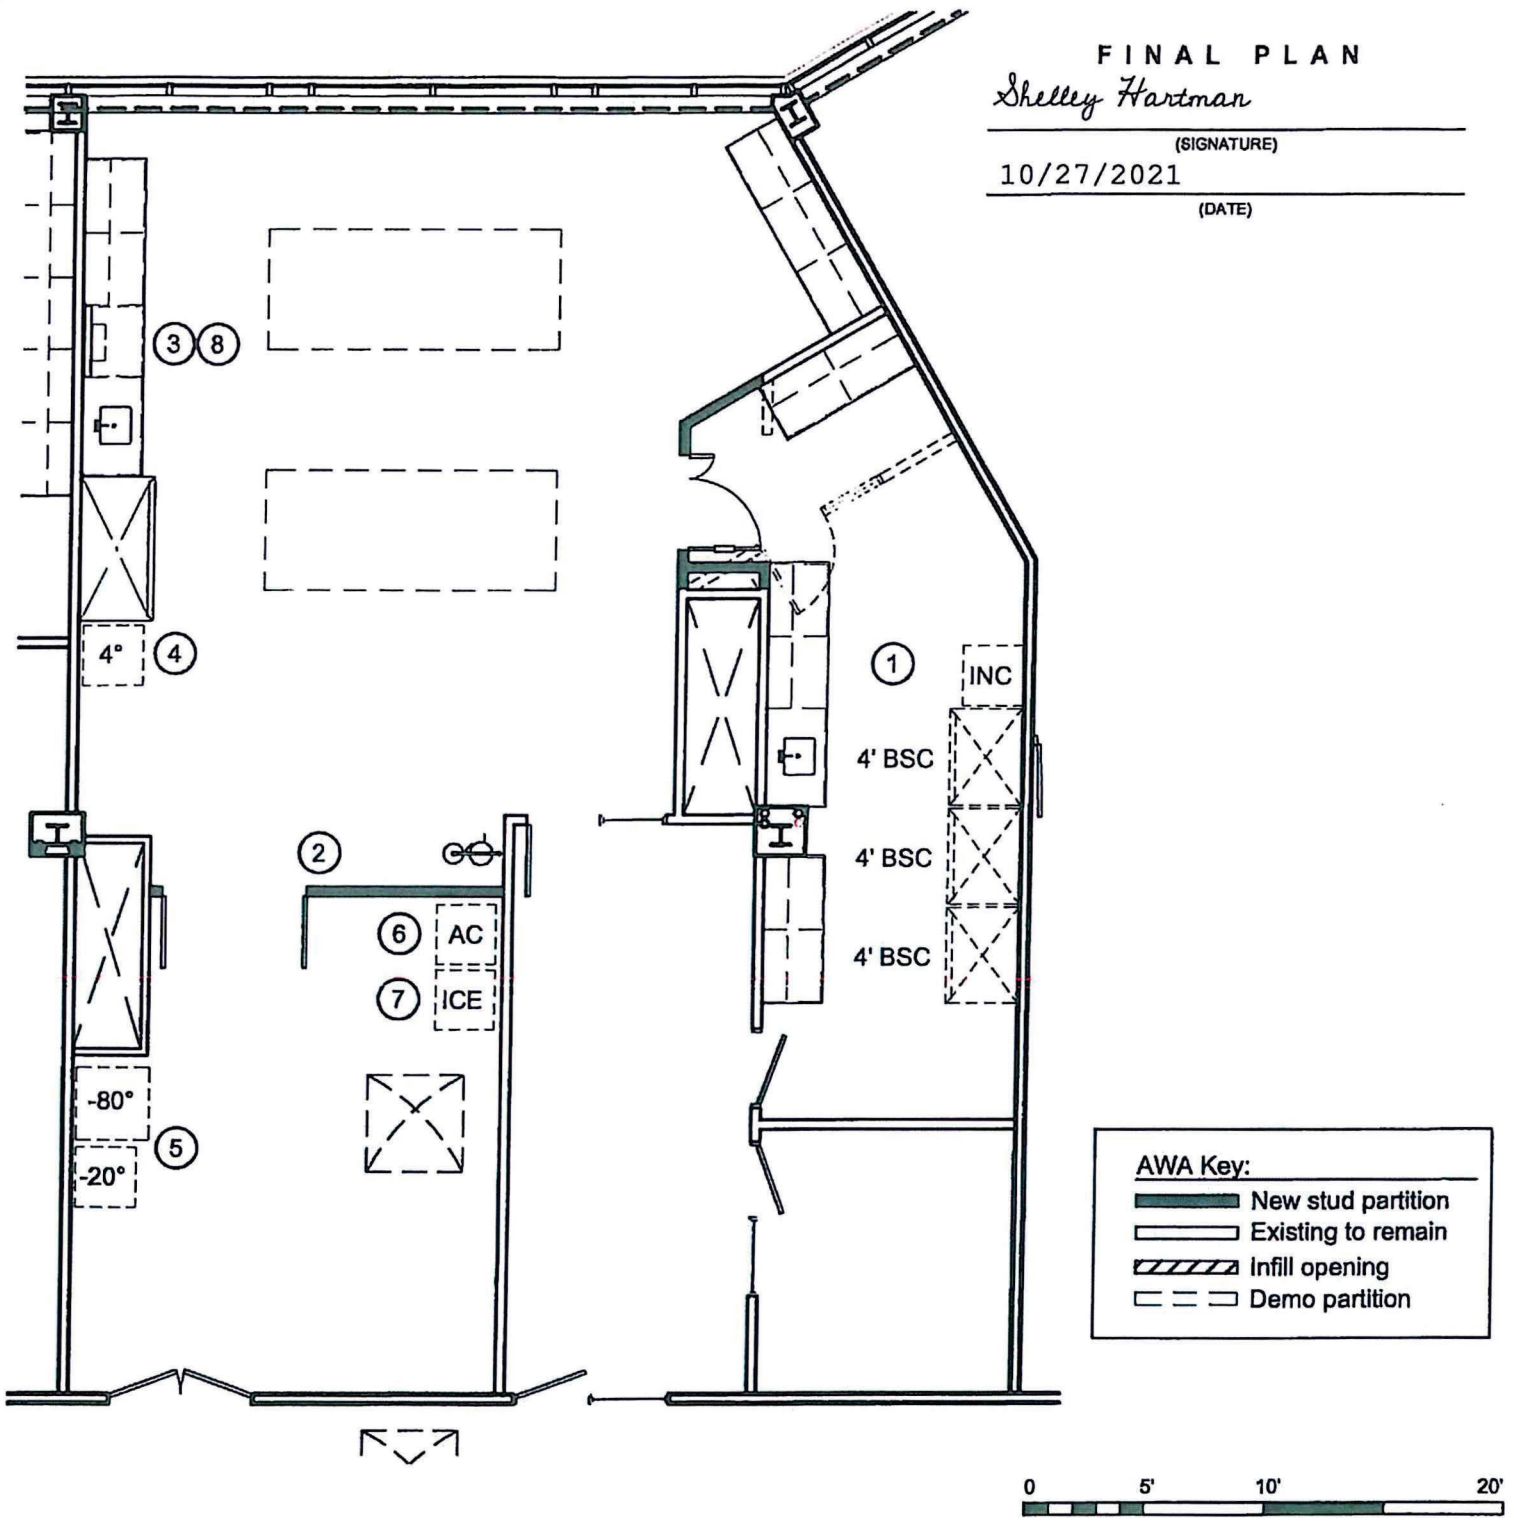 FINAL PLAN
Shelley Hartman
(SIGNATURE)
10/27/2021
(DATE)
3 8
4° 4
1
INC
4' BSC
2
4' BSC
6 AC
4' BSC
7 ICE
-80°
5
-20°
AWA Key:
New stud partition
Existing to remain
Infill opening
Demo partition
0 5' 10' 20'